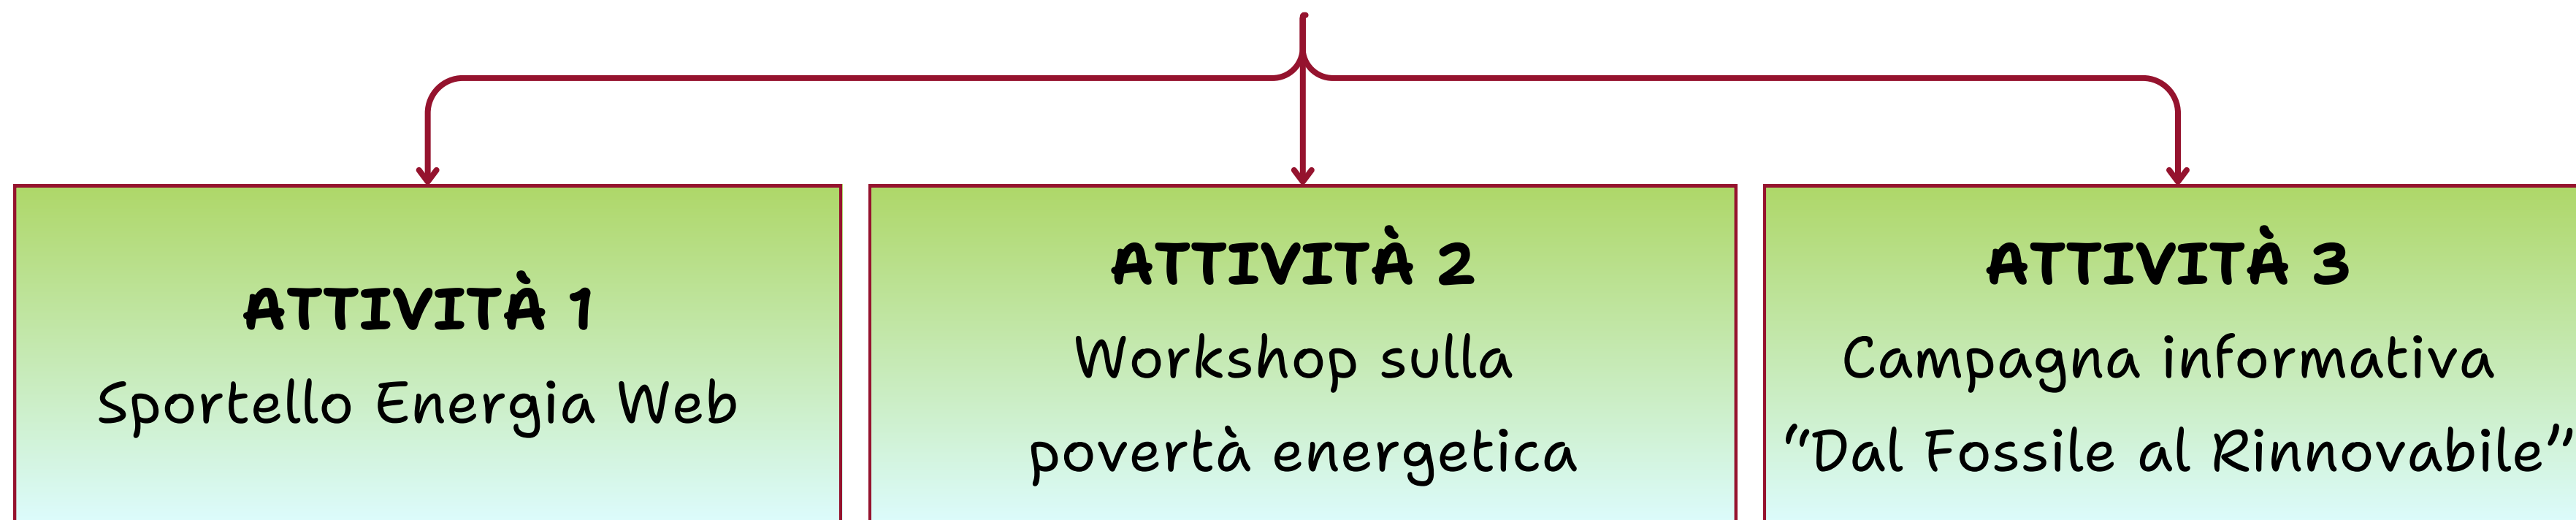 ATTIVITÀ 1
Sportello Energia Web
ATTIVITÀ 2
Workshop sulla
povertà energetica
ATTIVITÀ 3
Campagna informativa
“Dal Fossile al Rinnovabile”